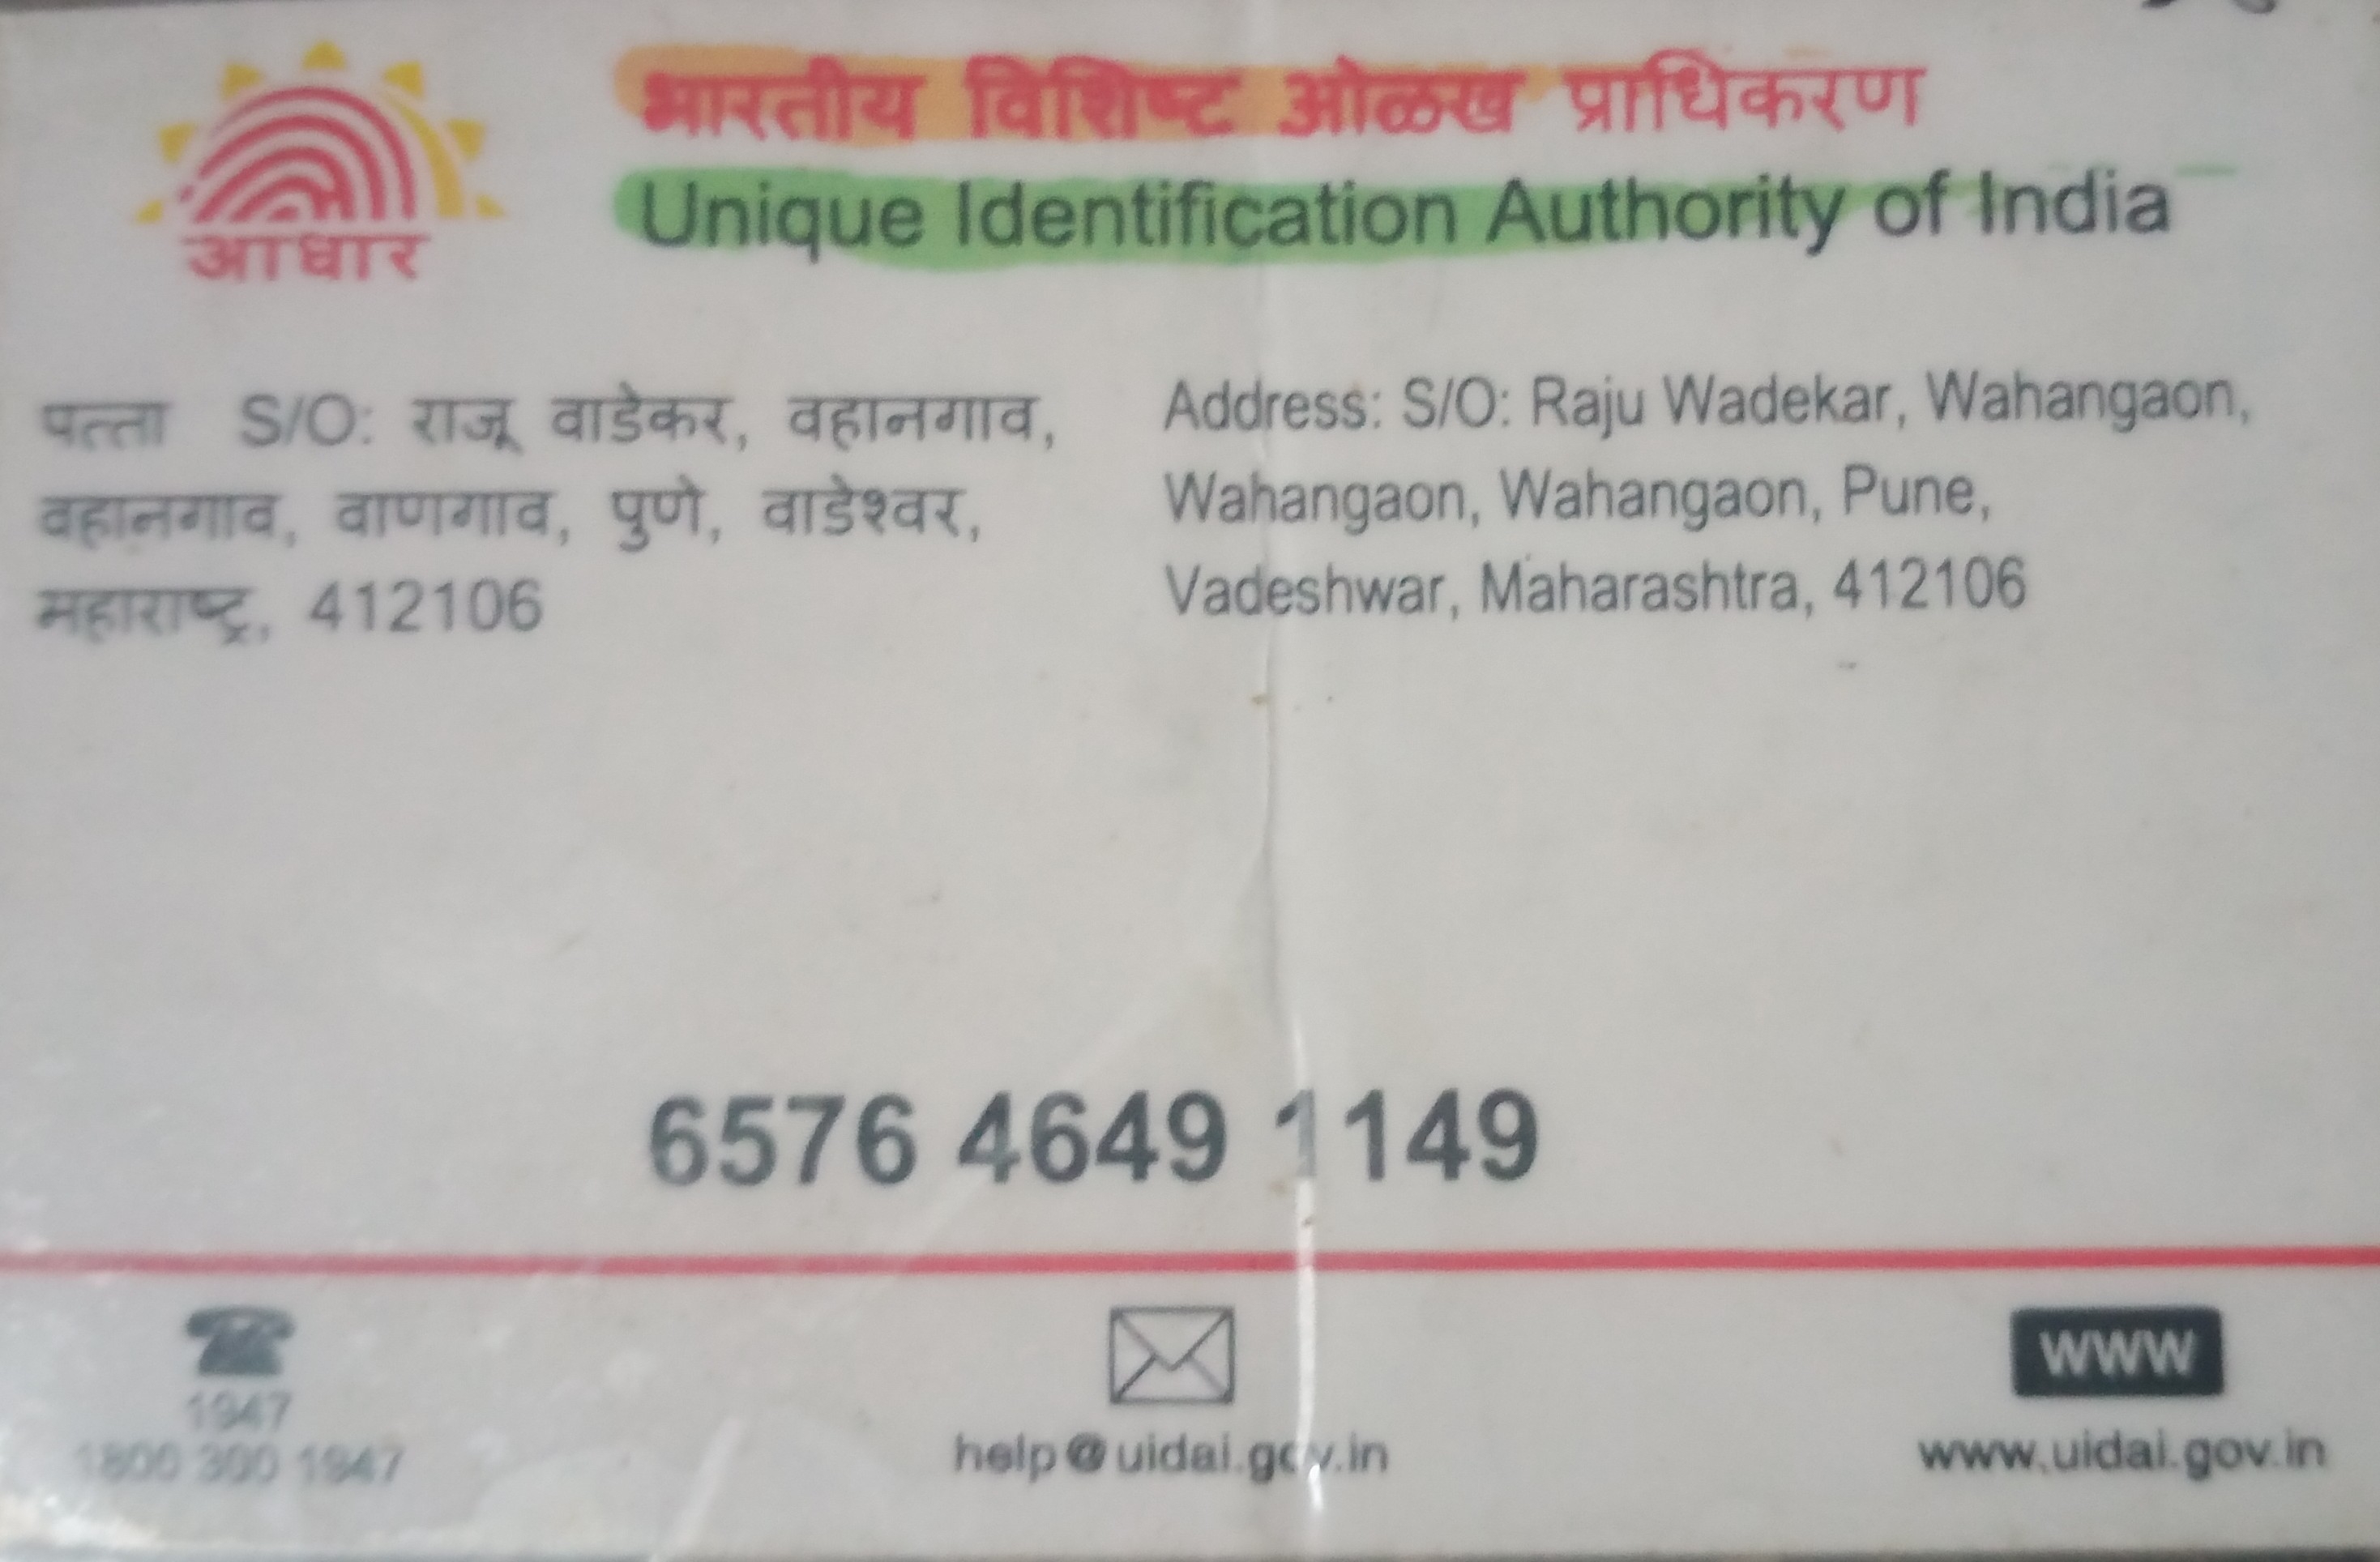 भारतीय विशिष्ट ओळख प्राधिकरण
Unique Identification Authority of India
आधार
पत्ता S/O: राजू वाडेकर, वहानगाव,
वहानगाव, वाणगाव, पुणे, वाडेश्वर,
महाराष्ट्र, 412106
Address: S/O: Raju Wadekar, Wahangaon,
Wahangaon, Wahangaon, Pune,
Vadeshwar, Maharashtra, 412106
6576 4649 1149
1947
1800 300 1947
help@uidai.gov.in
www
www.uidai.gov.in